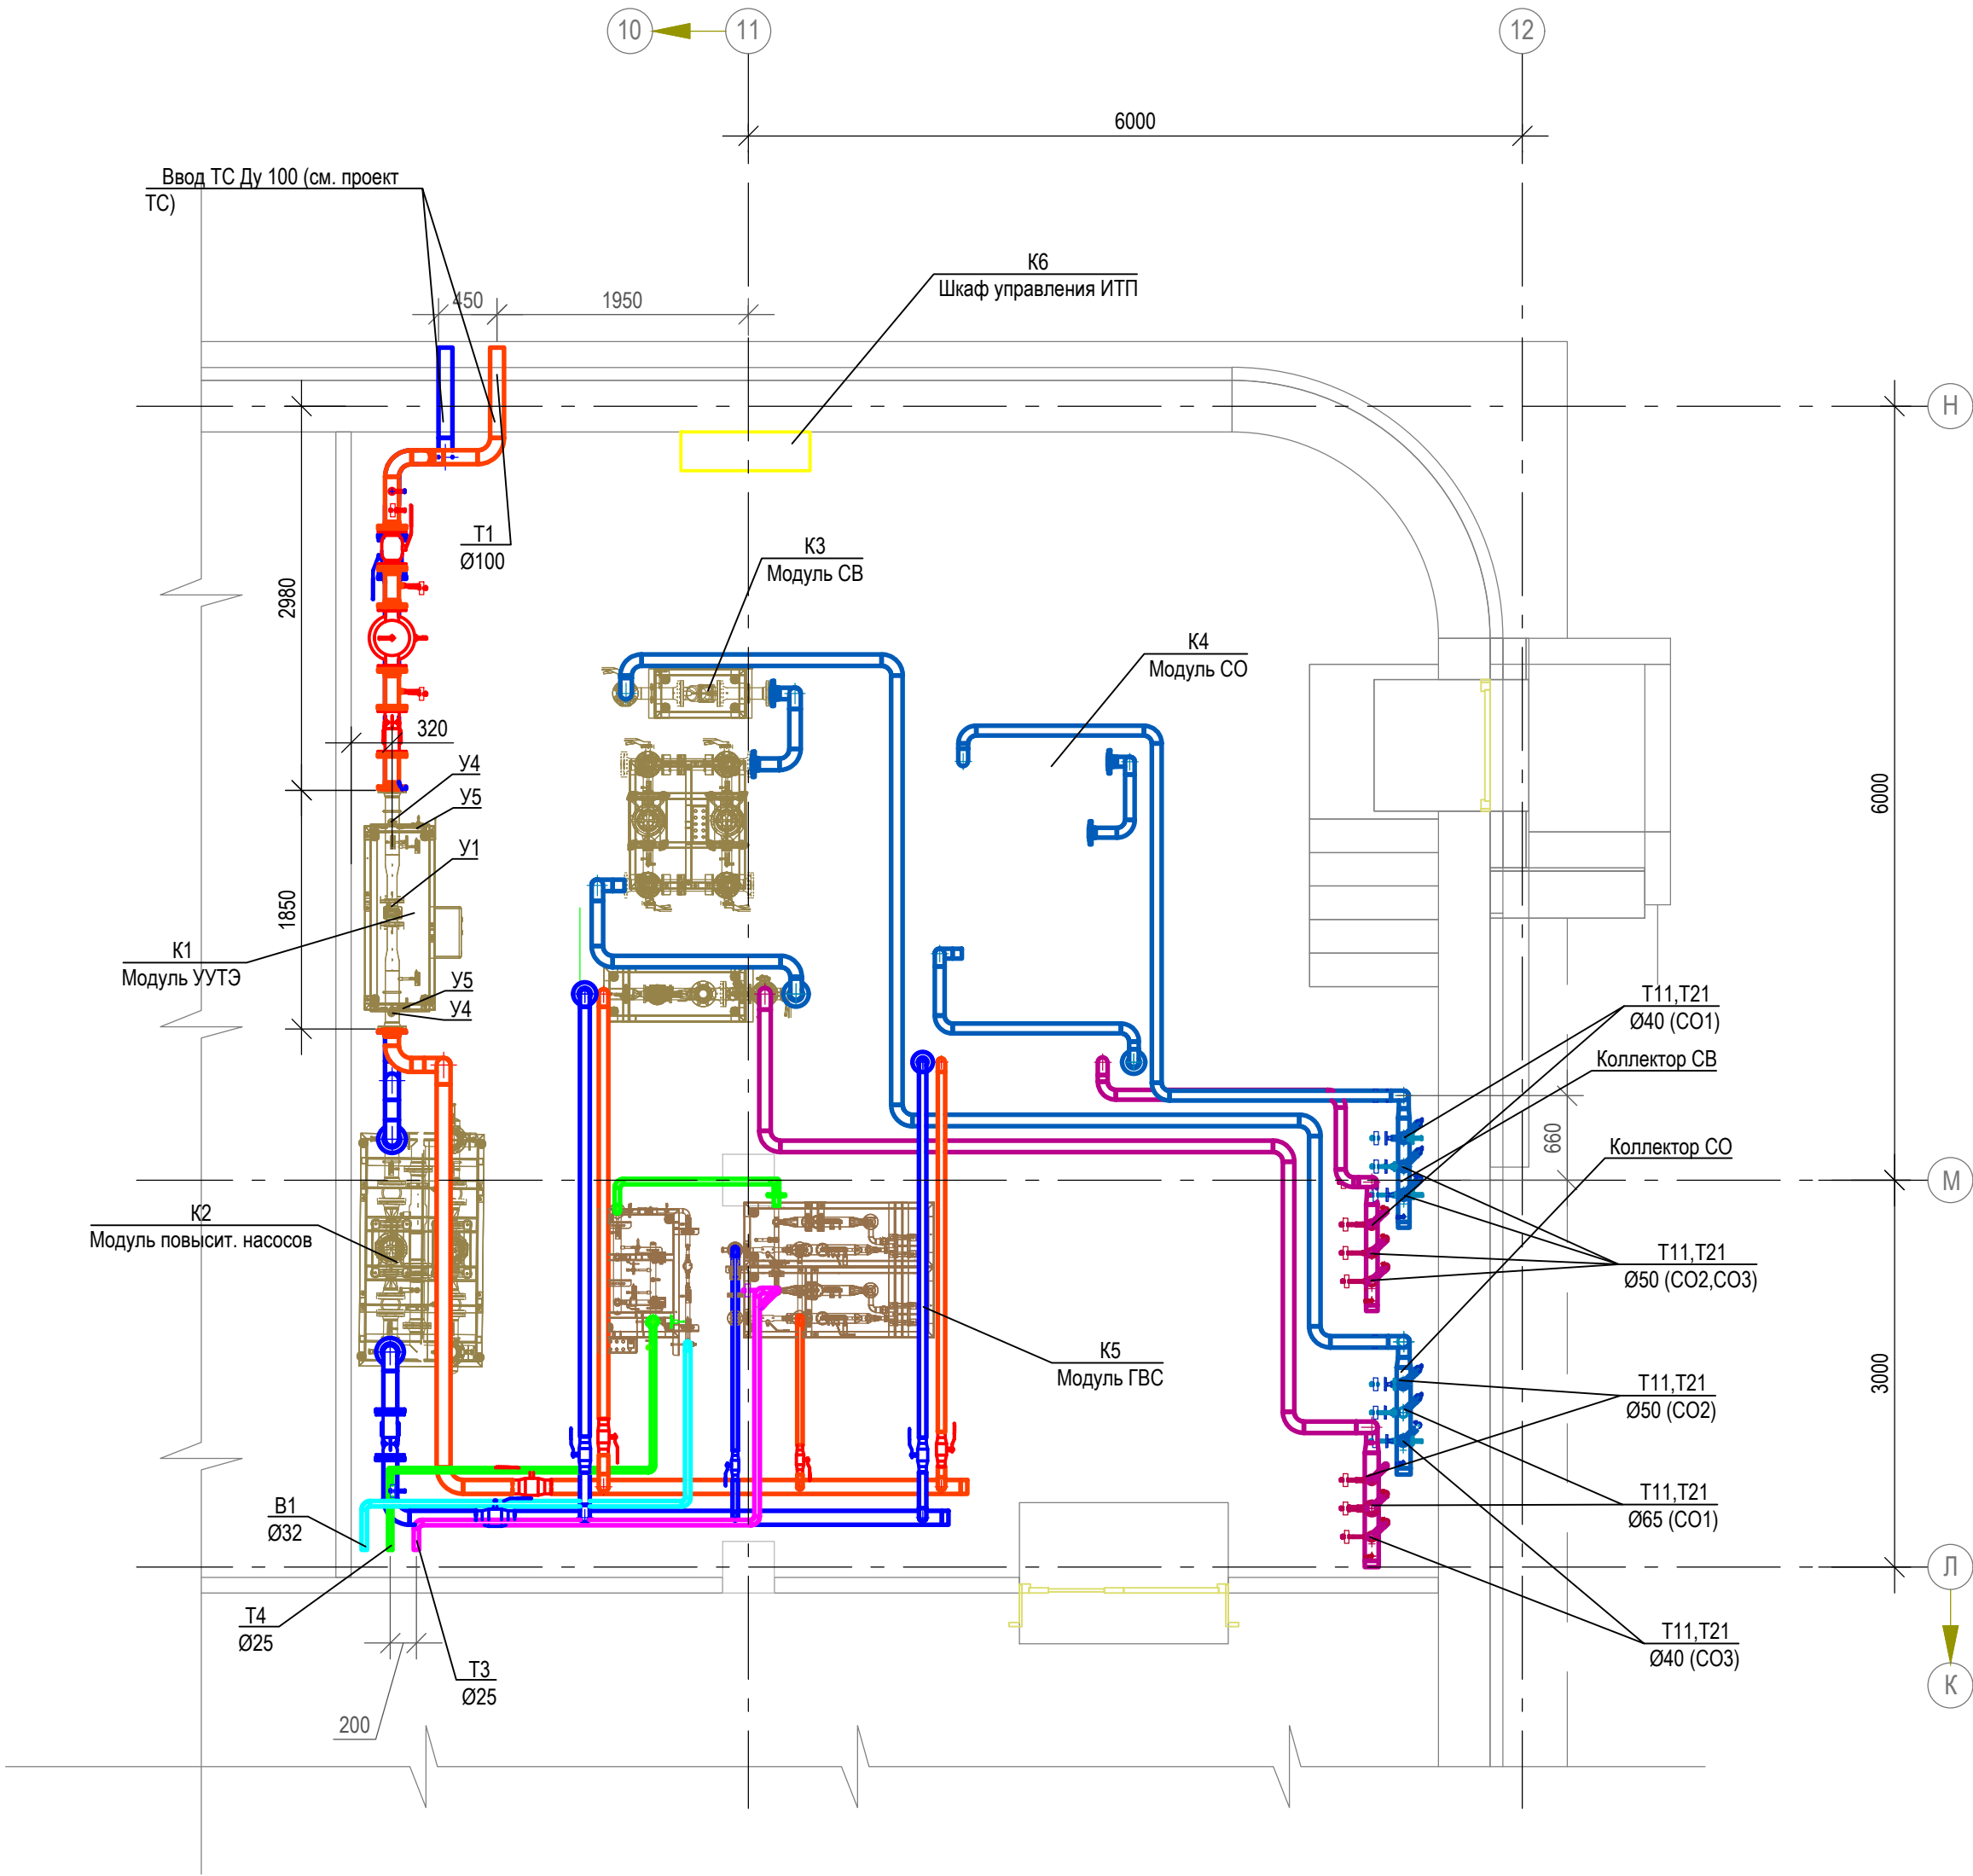 10
11
12
6000
Ввод ТС Ду 100 (см. проект
ТС)
К6
Шкаф управления ИТП
450
1950
Н
Т1
Ø100
К3
Модуль СВ
2980
К4
Модуль СО
320
У4
У5
У1
6000
1850
К1
Модуль УУТЭ
У5
У4
Т11,Т21
Ø40 (СО1)
Коллектор СВ
660
Коллектор СО
М
К2
Модуль повысит. насосов
Т11,Т21
Ø50 (СО2,СО3)
К5
Модуль ГВС
3000
Т11,Т21
Ø50 (СО2)
В1
Ø32
Т11,Т21
Ø65 (СО1)
Л
Т4
Ø25
Т3
Ø25
Т11,Т21
Ø40 (СО3)
К
200